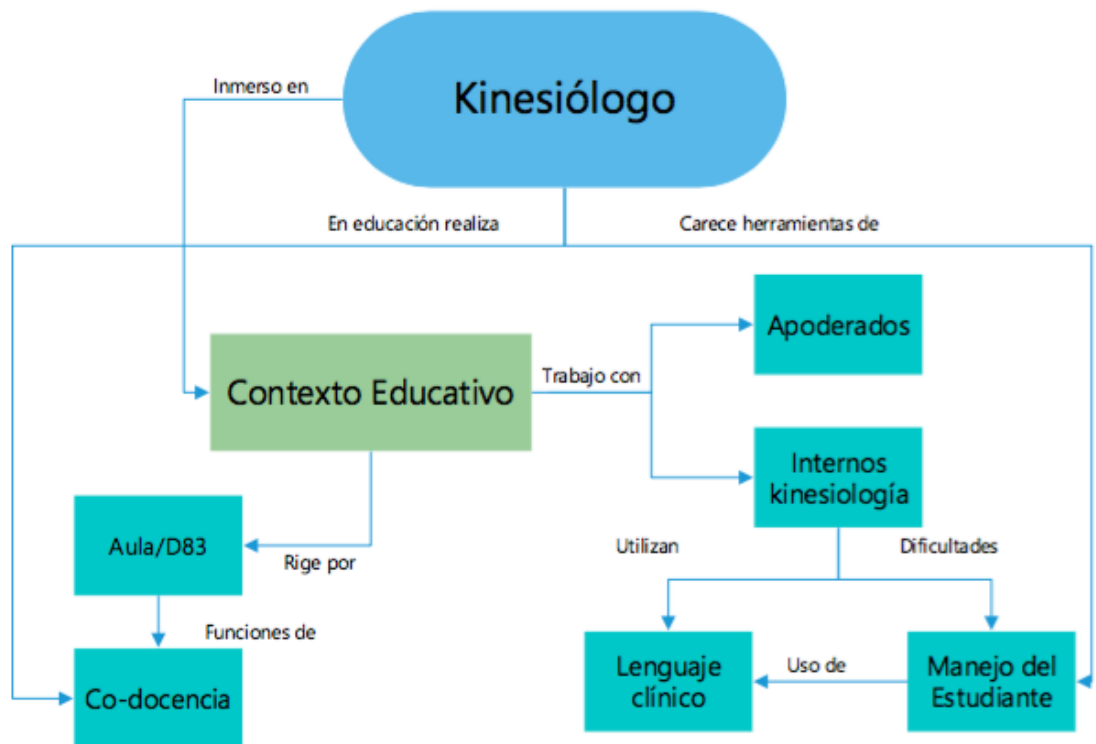 Kinesiólogo
Inmerso en
En educación realiza
Carece herramientas de
Apoderados
Contexto Educativo
Trabajo con
Internos
kinesiología
Aula/D83
Rige por
Utilizan
Dificultades
Funciones de
Co-docencia
Lenguaje
clínico
Uso de
Manejo del
Estudiante